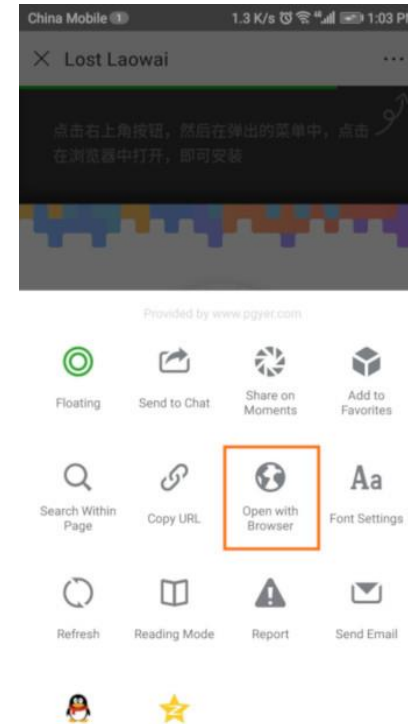 China Mobile 1 1.3 K/s 46 1:03 PM
Lost Laowai
点击右上角按钮，然后在弹出的菜单中，点击
在浏览器中打开，即可安装
Provided by www.pgyer.com
Floating
Send to Chat
Share on
Moments
Add to
Favorites
Search Within
Page
Copy URL
Open with
Browser
Aa
Font Settings
Refresh
Reading Mode
Report
Send Email